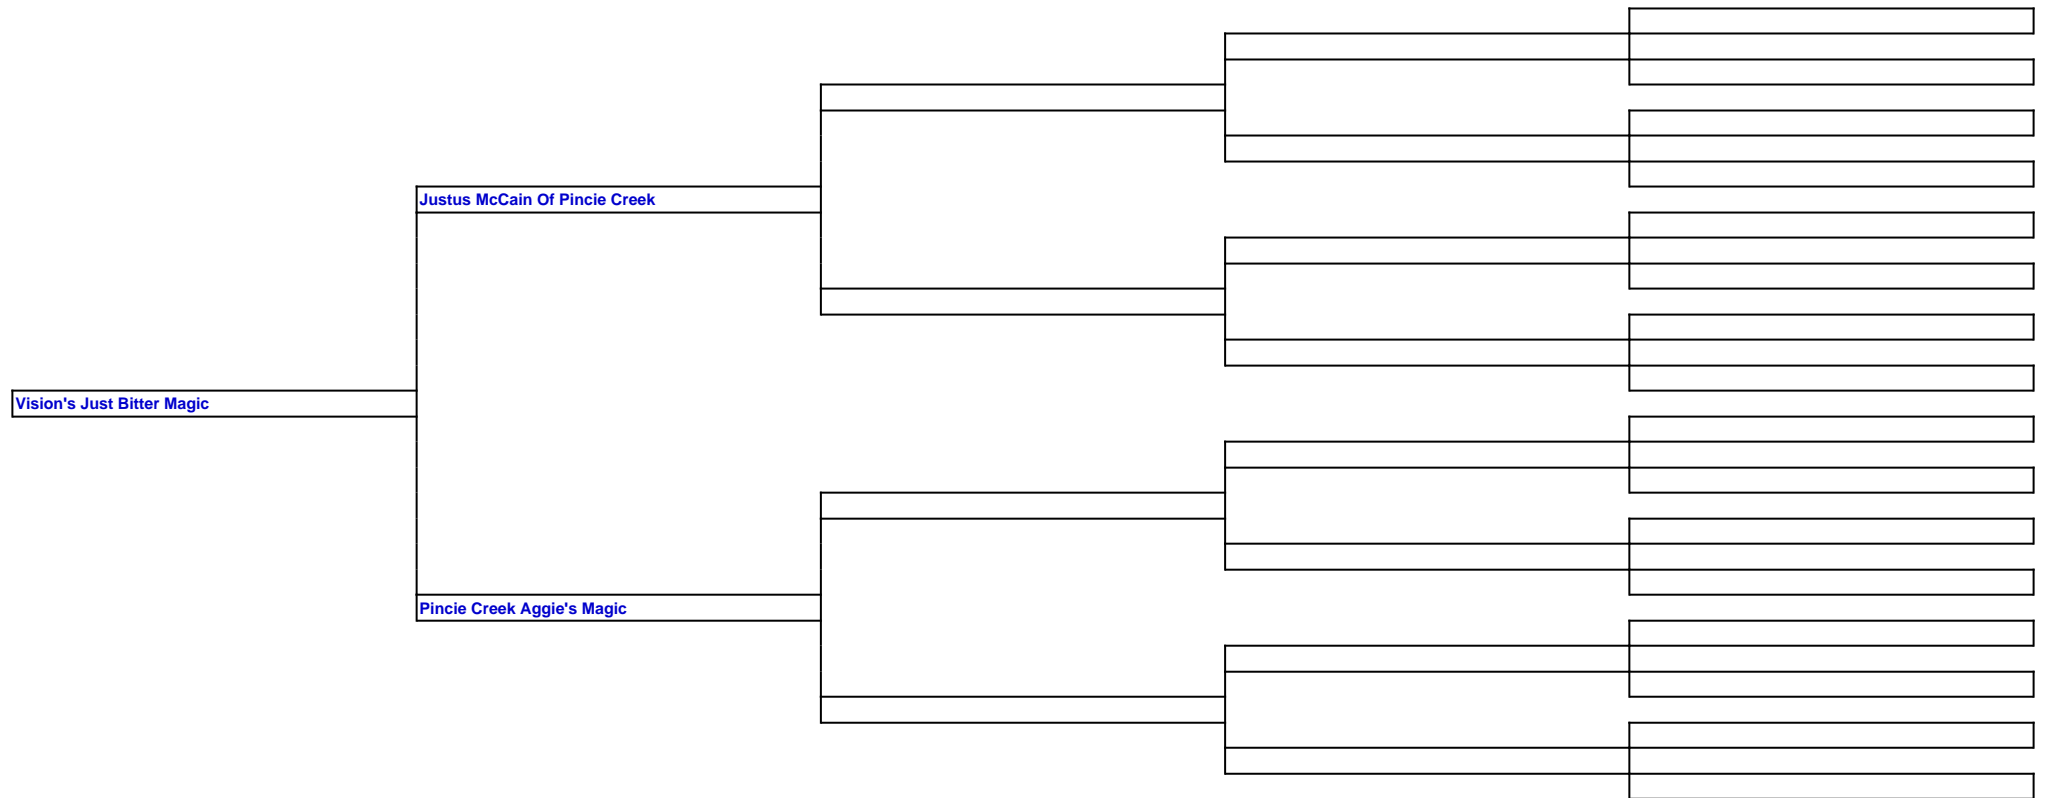 Justus McCain Of Pincie Creek
Vision's Just Bitter Magic
Pincie Creek Aggie's Magic